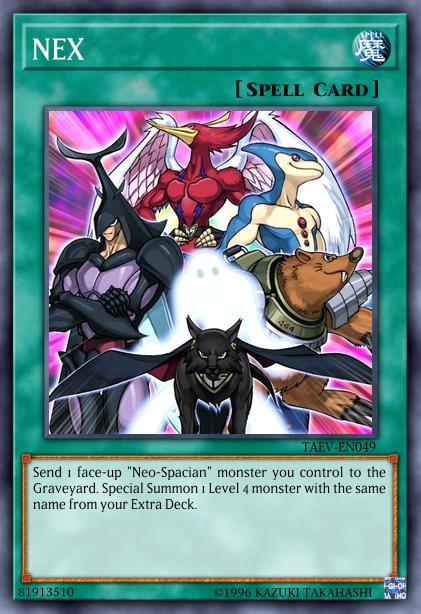 NEX
SPELL
魔
[SPELL CARD]
TAEV-EN049
Send 1 face-up "Neo-Spacian" monster you control to the
Graveyard. Special Summon 1 Level 4 monster with the same
name from your Extra Deck.
81913510 ©1996 KAZUKI TAKAHASHI